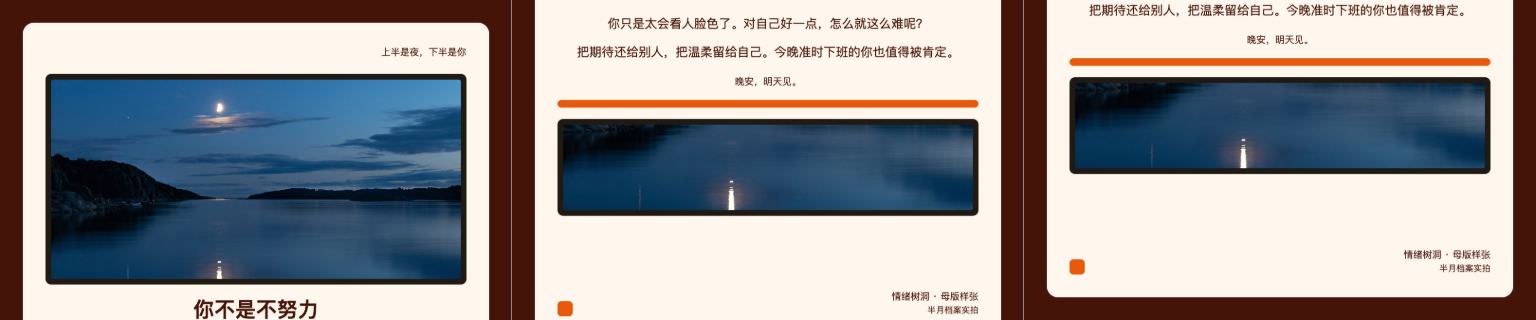 上半是夜，下半是你
你不是不努力
你只是太会看人脸色了。对自己好一点，怎么就这么难呢？
把期待还给别人，把温柔留给自己。今晚准时下班的你也值得被肯定。
晚安，明天见。
情绪树洞 · 母版样张
半月档案实拍
把期待还给别人，把温柔留给自己。今晚准时下班的你也值得被肯定。
晚安，明天见。
情绪树洞 · 母版样张
半月档案实拍